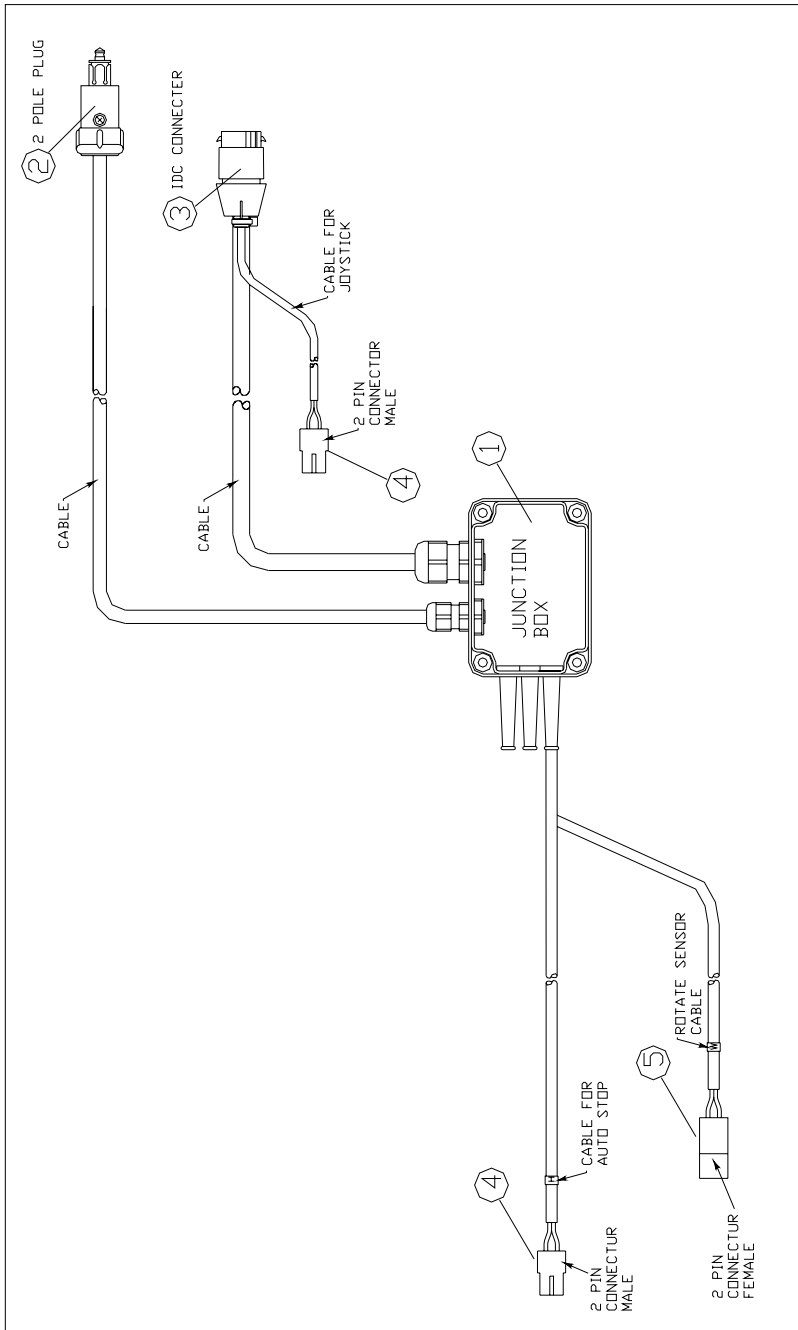 2
2 POLE PLUG
3
IDC CONNECTER
CABLE FOR
JOYSTICK
2 PIN
CONNECTOR
MALE
4
CABLE
CABLE
1
JUNCTION
BOX
ROTATE SENSOR
CABLE
W
5
2 PIN
CONNECTUR
FEMALE
CABLE FOR
AUTO STOP
H
4
2 PIN
CONNECTUR
MALE